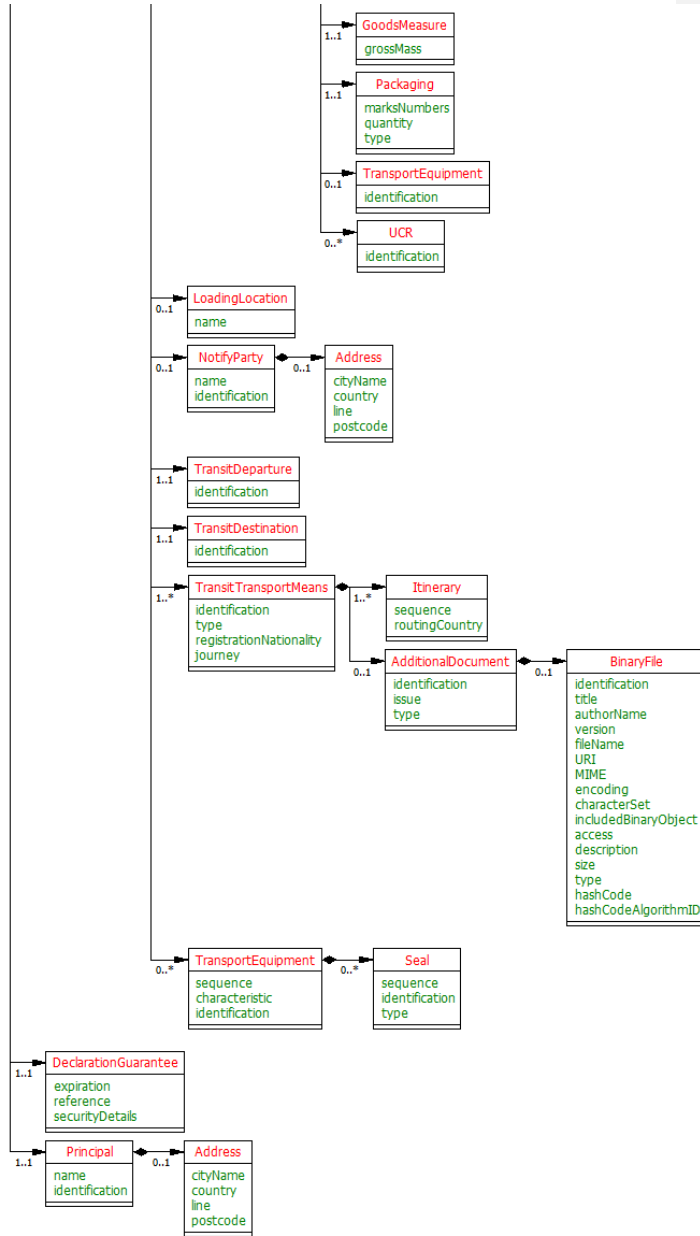 GoodsMeasure
1..1
grossMass
Packaging
1..1
marksNumbers
quantity
type
TransportEquipment
0..1
identification
UCR
0..*
identification
LoadingLocation
0..1
name
NotifyParty
0..1
name
identification
Address
0..1
cityName
country
line
postcode
TransitDeparture
1..1
identification
TransitDestination
1..1
identification
TransitTransportMeans
1..*
identification
type
registrationNationality
journey
Itinerary
1..*
sequence
routingCountry
AdditionalDocument
0..1
identification
issue
type
BinaryFile
0..1
identification
title
authorName
version
fileName
URI
MIME
encoding
characterSet
includedBinaryObject
access
description
size
type
hashCode
hashCodeAlgorithmID
TransportEquipment
0..*
sequence
characteristic
identification
Seal
0..*
sequence
identification
type
DeclarationGuarantee
1..1
expiration
reference
securityDetails
Principal
1..1
name
identification
Address
0..1
cityName
country
line
postcode